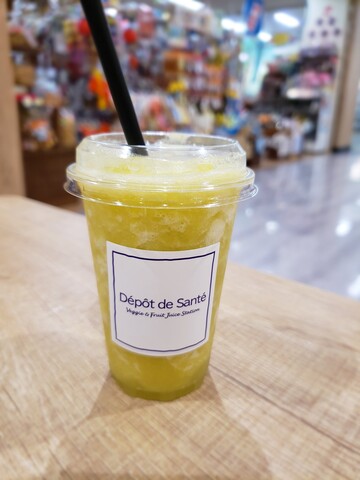 Dépôt de Santé
Veggie & Fruit Juice Station